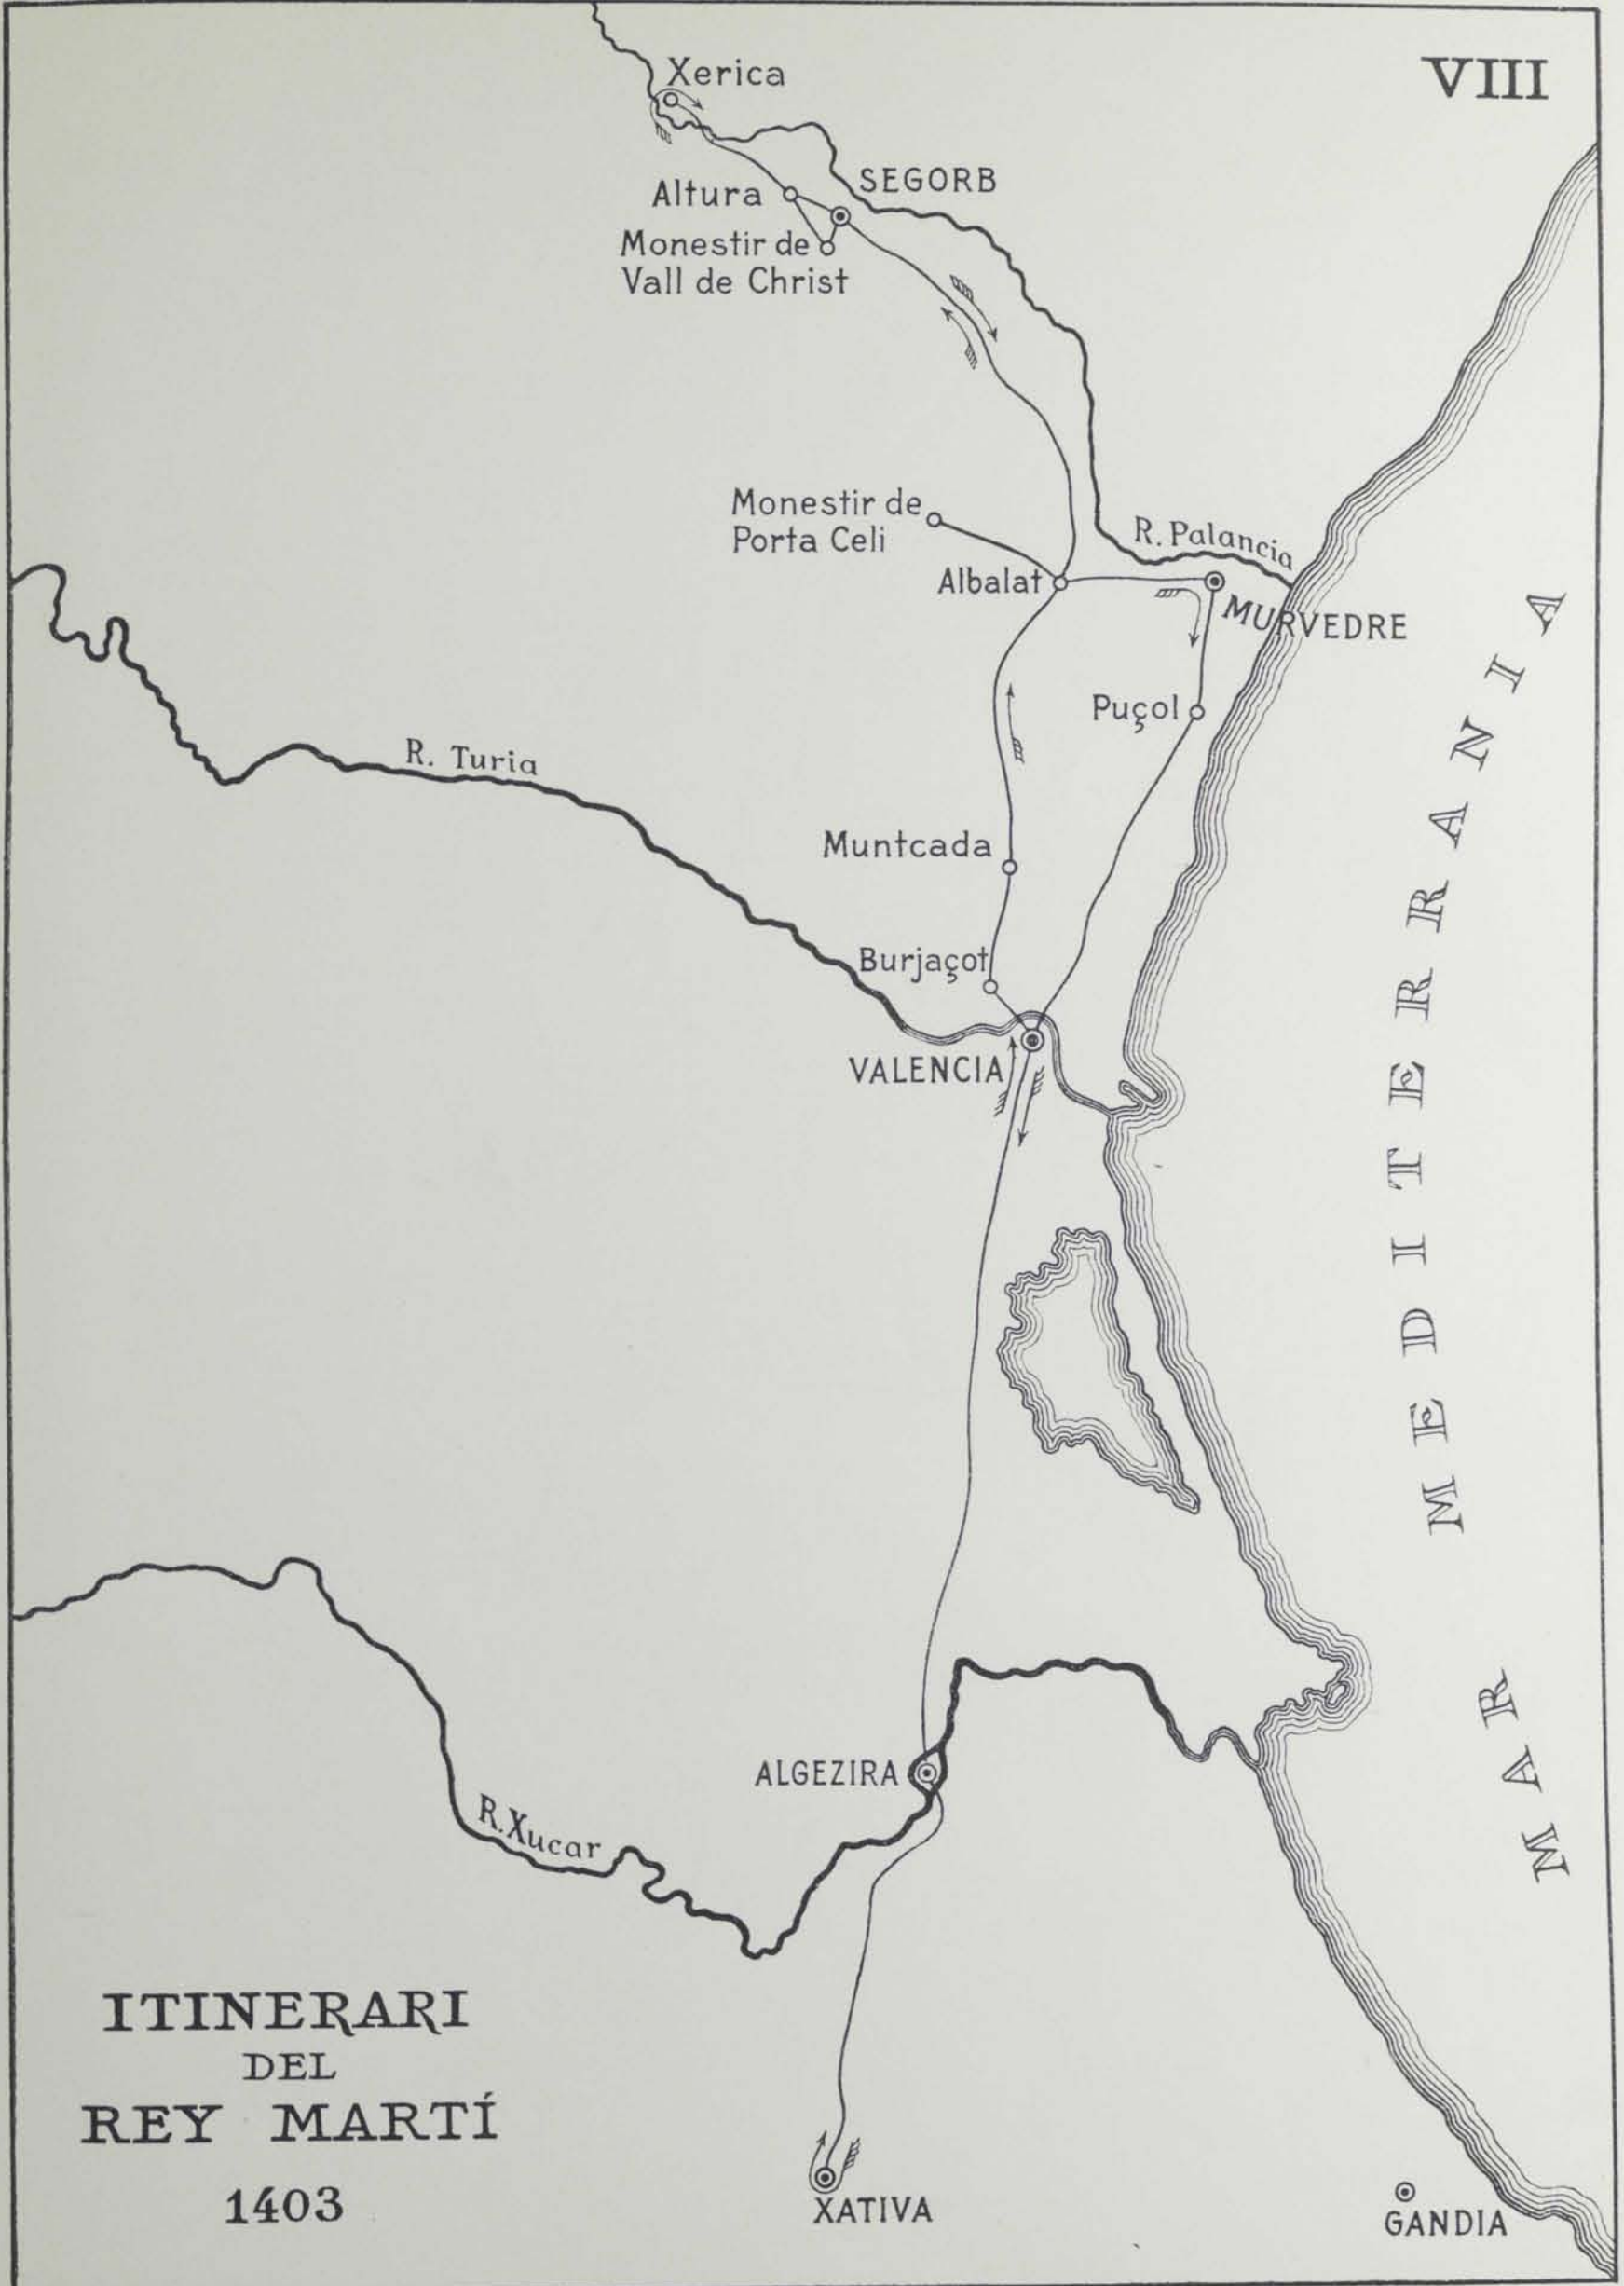 VIII
Xerica
SEGORB
Altura
Monestir de
Vall de Christ
Monestir de
Porta Celi
R. Palancia
Albalat
MURVEDRE
Puçol
R. Turia
Muntcada
Burjaçot
VALENCIA
MAR MEDITERRANIA
ALGEZIRA
R. Xucar
ITINERARI
DEL
REY MARTÍ
1403
XATIVA
GANDIA